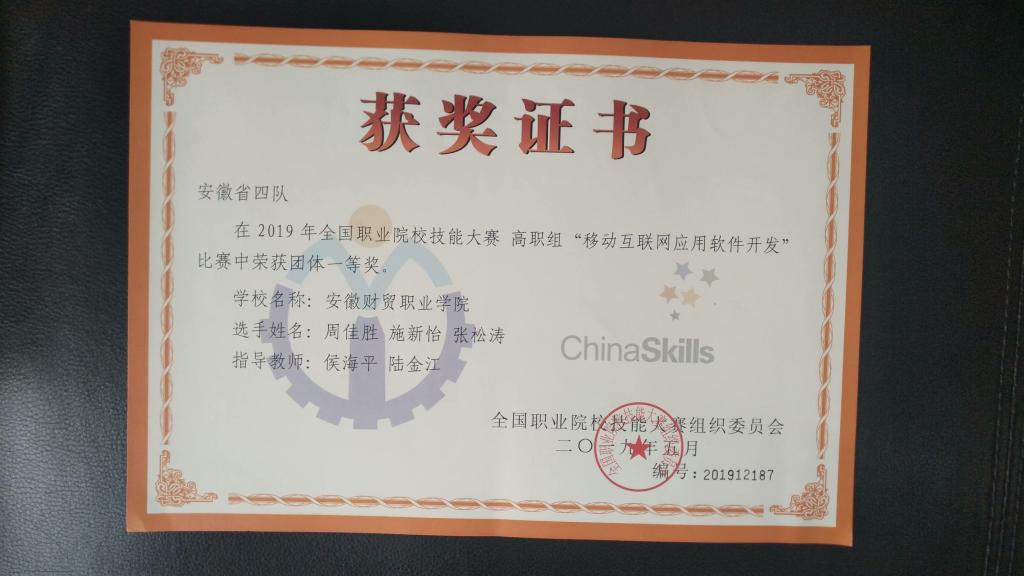 获奖证书
安徽省四队
在 2019 年全国职业院校技能大赛 高职组“移动互联网应用软件开发”
比赛中荣获团体一等奖。
学校名称：安徽财贸职业学院
选手姓名：周佳胜 施新怡 张松涛
指导教师：侯海平 陆金江
ChinaSkills
全国职业院校技能大赛组织委员会
二〇一九年五月
编号：201912187